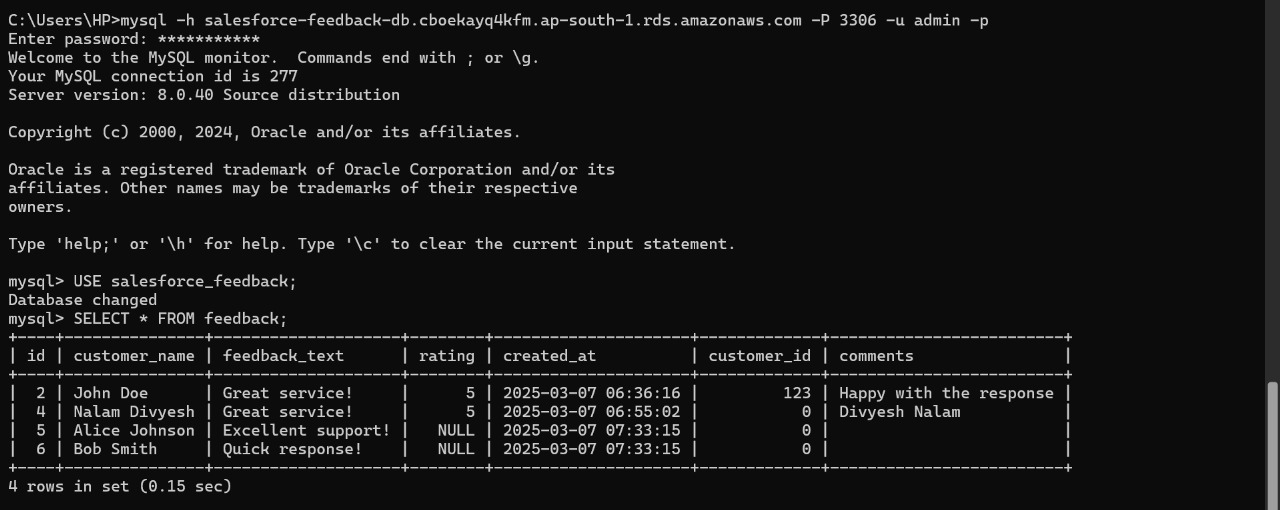 C:\Users\HP>mysql -h salesforce-feedback-db.cboekayq4kfm.ap-south-1.rds.amazonaws.com -P 3306 -u admin -p
Enter password: ***********
Welcome to the MySQL monitor.  Commands end with ; or \g.
Your MySQL connection id is 277
Server version: 8.0.40 Source distribution

Copyright (c) 2000, 2024, Oracle and/or its affiliates.

Oracle is a registered trademark of Oracle Corporation and/or its
affiliates. Other names may be trademarks of their respective
owners.

Type 'help;' or '\h' for help. Type '\c' to clear the current input statement.

mysql> USE salesforce_feedback;
Database changed
mysql> SELECT * FROM feedback;
+----+---------------+--------------------+--------+---------------------+-------------+-------------------------+
| id | customer_name | feedback_text      | rating | created_at          | customer_id | comments                |
+----+---------------+--------------------+--------+---------------------+-------------+-------------------------+
|  2 | John Doe      | Great service!     |      5 | 2025-03-07 06:36:16 |         123 | Happy with the response |
|  4 | Nalam Divyesh | Great service!     |      5 | 2025-03-07 06:55:02 |           0 | Divyesh Nalam           |
|  5 | Alice Johnson | Excellent support! |   NULL | 2025-03-07 07:33:15 |           0 |                         |
|  6 | Bob Smith     | Quick response!    |   NULL | 2025-03-07 07:33:15 |           0 |                         |
+----+---------------+--------------------+--------+---------------------+-------------+-------------------------+
4 rows in set (0.15 sec)